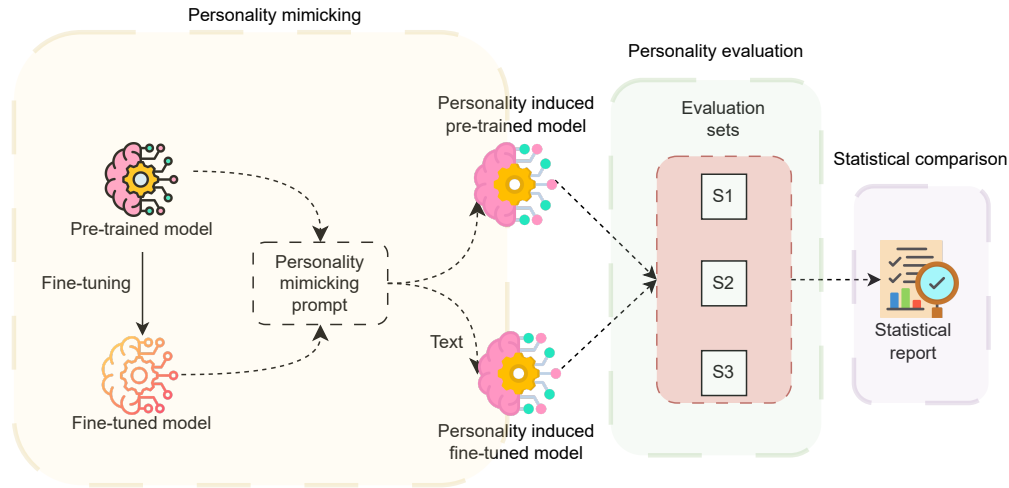 Personality mimicking
Pre-trained model
Fine-tuning
Fine-tuned model
Personality
mimicking
prompt
Text
Personality induced
pre-trained model
Personality induced
fine-tuned model
Personality evaluation
Evaluation
sets
S1
S2
S3
Statistical comparison
Statistical
report